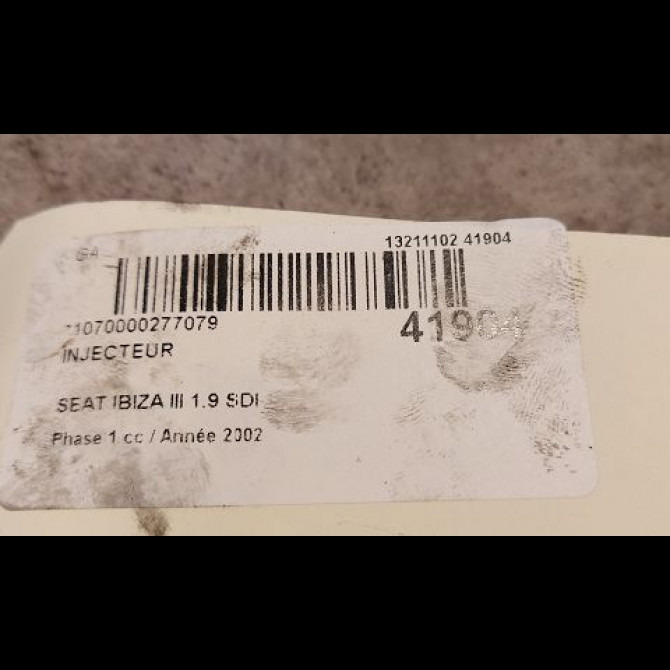 13211102 41904
1070000277079
41904
INJECTEUR
SEAT IBIZA III 1.9 SDI
Phase 1 cc / Année 2002